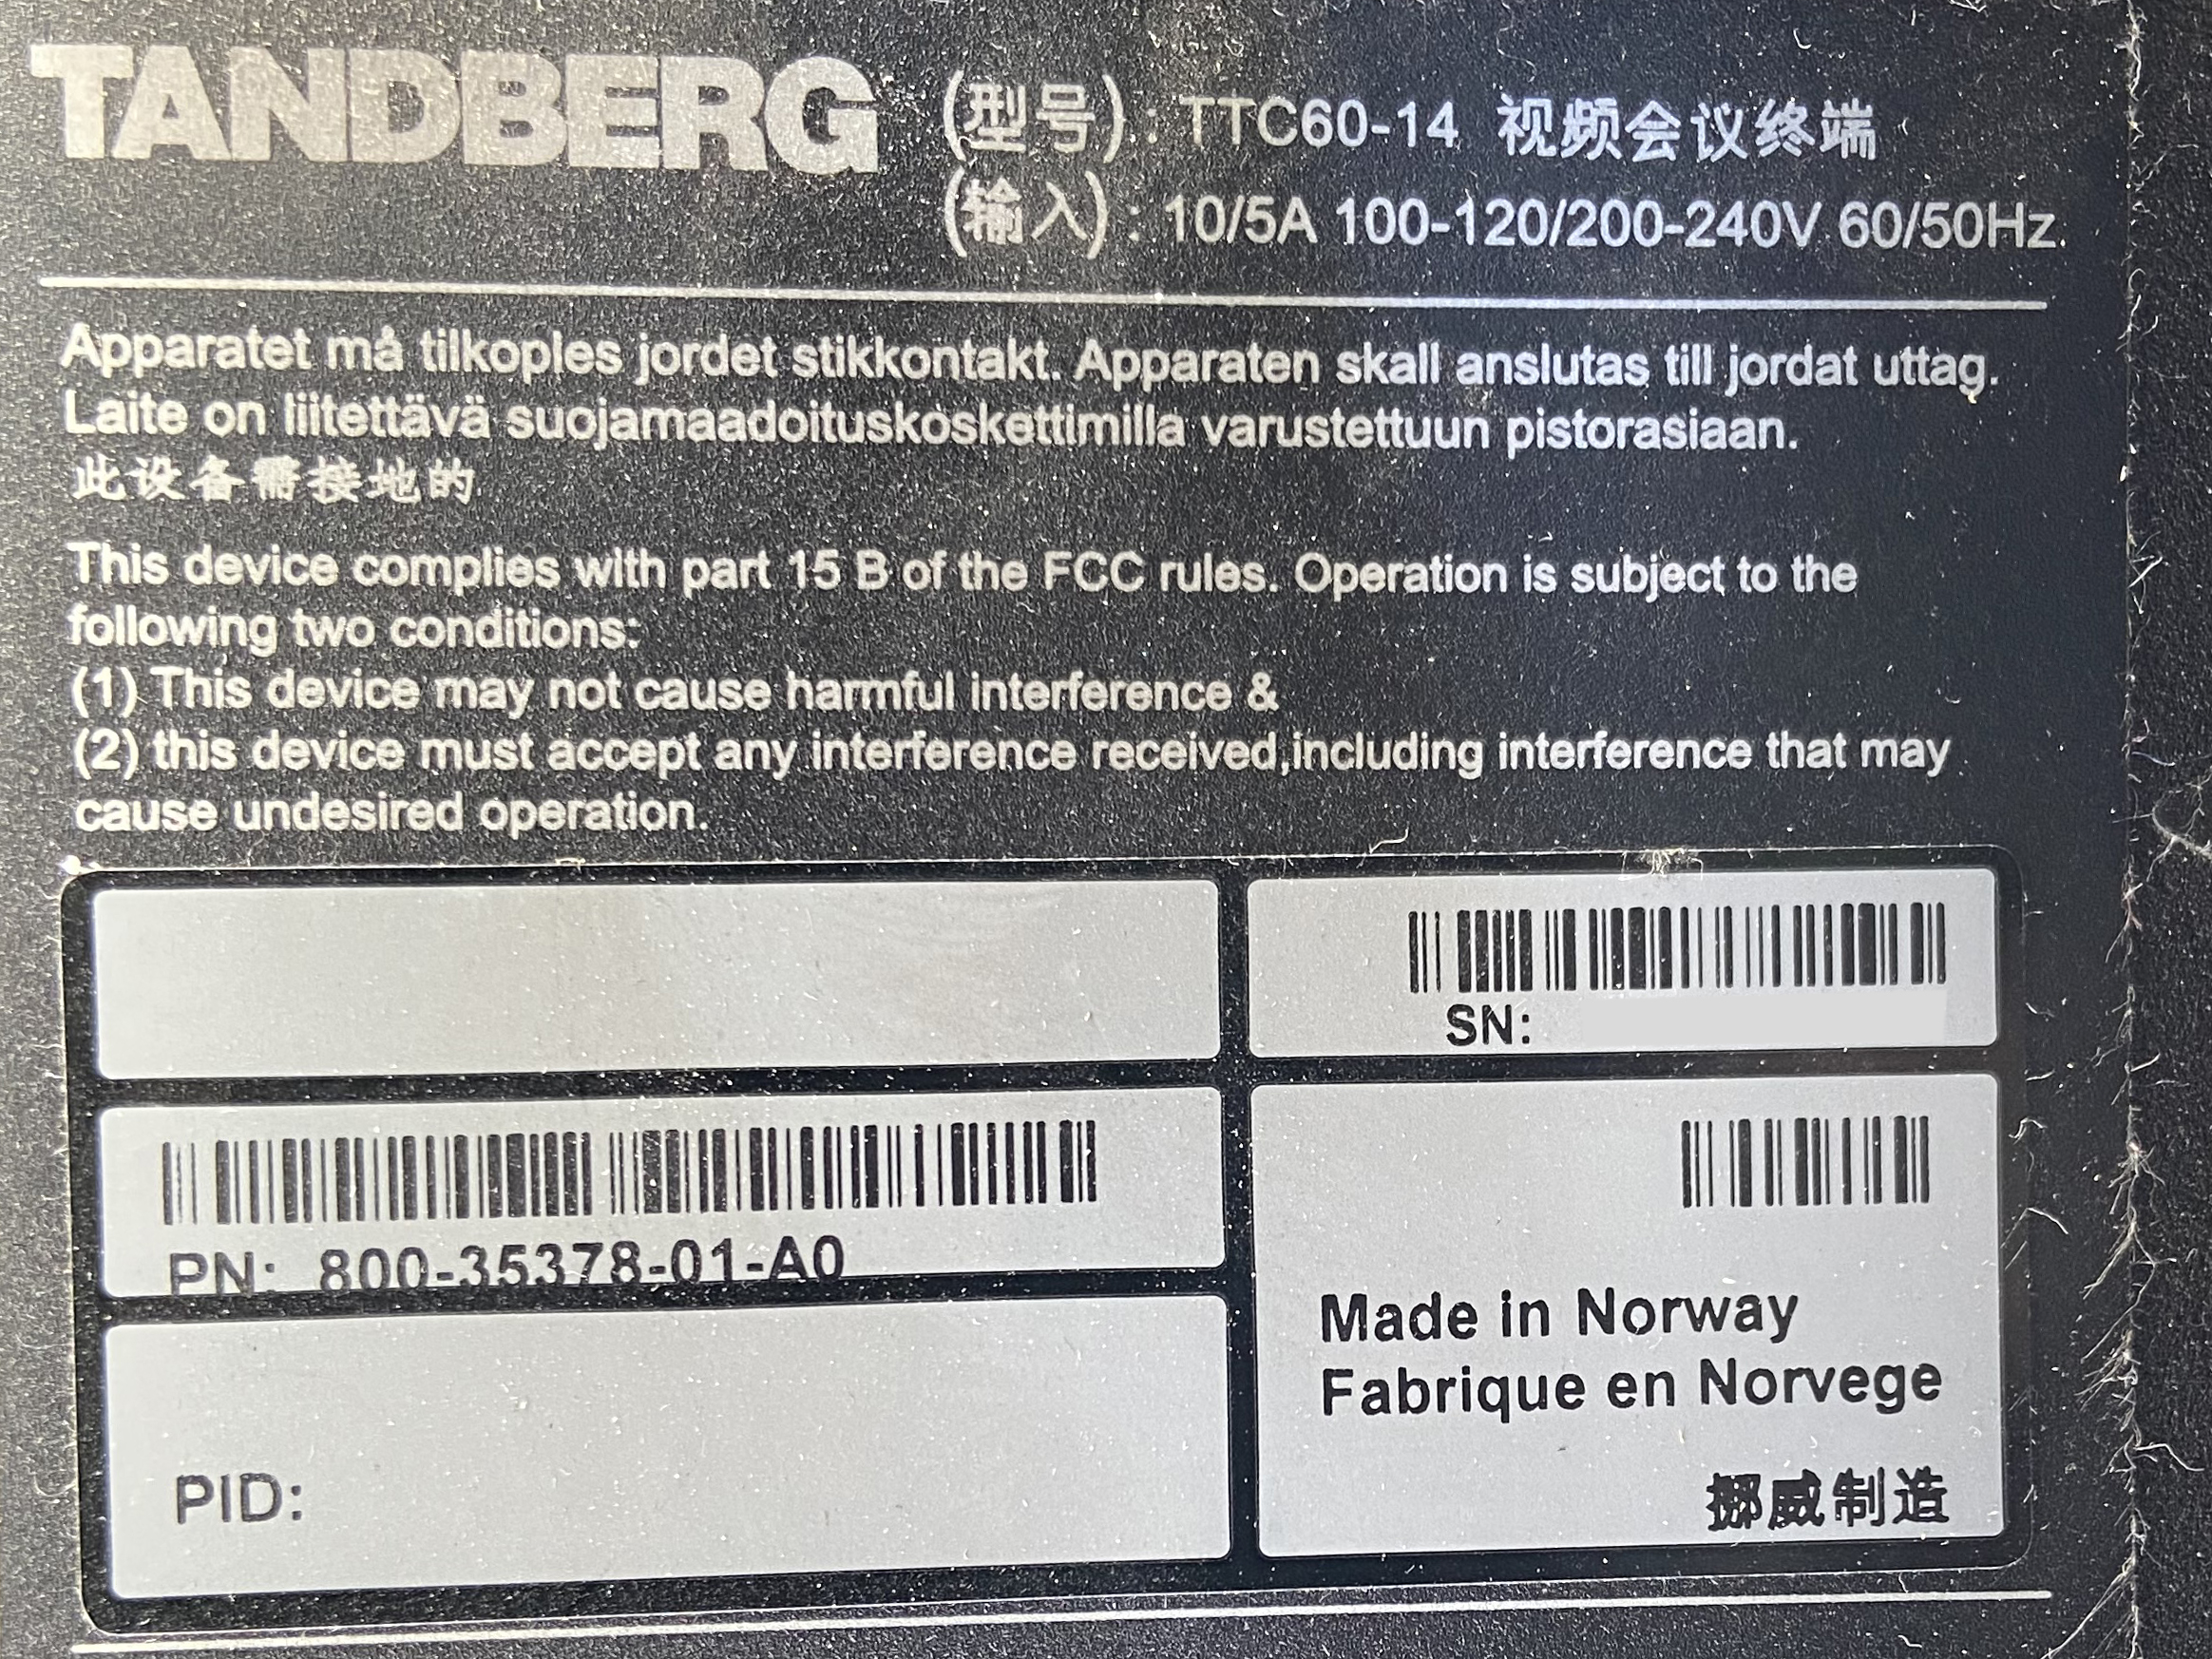 TANDBERG (型号) : TTC60-14 视频会议终端
(输入) : 10/5A 100-120/200-240V 60/50Hz.
Apparatet må tilkoples jordet stikkontakt. Apparaten skall anslutas till jordat uttag.
Laite on liitettävä suojamaadoituskoskettimilla varustettuun pistorasiaan.
此设备需接地的
This device complies with part 15 B of the FCC rules. Operation is subject to the
following two conditions:
(1) This device may not cause harmful interference &
(2) this device must accept any interference received,including interference that may
cause undesired operation.
SN:
PN: 800-35378-01-A0
Made in Norway
Fabrique en Norvege
PID:
挪威制造